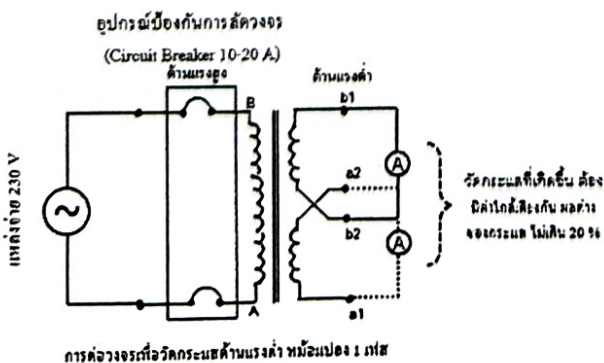 อุปกรณ์ป้องกันการลัดวงจร
(Circuit Breaker 10-20 A)
ด้านแรงสูง
ด้านแรงต่ำ
B
b1
A
a2
แหล่งจ่าย 230 V
b2
A
วัดกระแสที่เกิดขึ้น ต้อง
มีค่าใกล้เคียงกัน ผลต่าง
ของกระแส ไม่เกิน 20 %
A
a1
การต่อวงจรเพื่อวัดกระแสด้านแรงต่ำ หม้อแปลง 1 เฟส